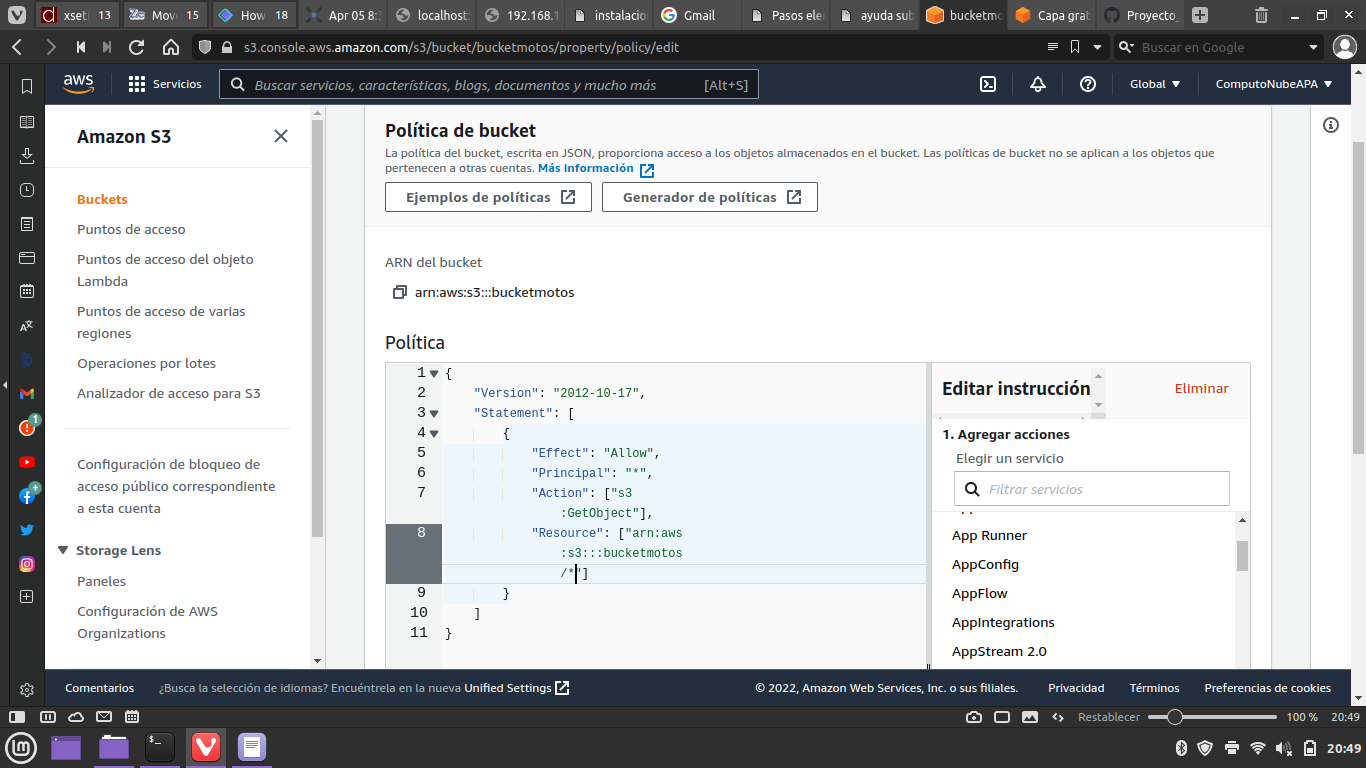 xset( 13
Move 15
How 18
Apr 05 8:3
localhost:
192.168.1
instalacio
Gmail
Pasos ele
ayuda sub
bucketmo
Capa grat
Proyecto_
s3.console.aws.amazon.com/s3/bucket/bucketmotos/property/policy/edit
Buscar en Google
aws
Servicios
Buscar servicios, características, blogs, documentos y mucho más [Alt+S]
Global
ComputoNubeAPA
Amazon S3
Buckets
Puntos de acceso
Puntos de acceso del objeto
Lambda
Puntos de acceso de varias
regiones
Operaciones por lotes
Analizador de acceso para S3
Configuración de bloqueo de
acceso público correspondiente
a esta cuenta
Storage Lens
Paneles
Configuración de AWS
Organizations
Política de bucket
La política del bucket, escrita en JSON, proporciona acceso a los objetos almacenados en el bucket. Las políticas de bucket no se aplican a los objetos que
pertenecen a otras cuentas. Más información
Ejemplos de políticas
Generador de políticas
ARN del bucket
arn:aws:s3:::bucketmotos
Política
1 {
2 "Version": "2012-10-17",
3 "Statement": [
4 {
5 "Effect": "Allow",
6 "Principal": "*",
7 "Action": ["s3
:GetObject"],
8 "Resource": ["arn:aws
:s3:::bucketmotos
/*"]
9 }
10 ]
11 }
Editar instrucción
Eliminar
1. Agregar acciones
Elegir un servicio
Filtrar servicios
App Runner
AppConfig
AppFlow
AppIntegrations
AppStream 2.0
Comentarios
¿Busca la selección de idiomas? Encuéntrela en la nueva Unified Settings
© 2022, Amazon Web Services, Inc. o sus filiales.
Privacidad
Términos
Preferencias de cookies
Restablecer
100 %
20:49
20:49